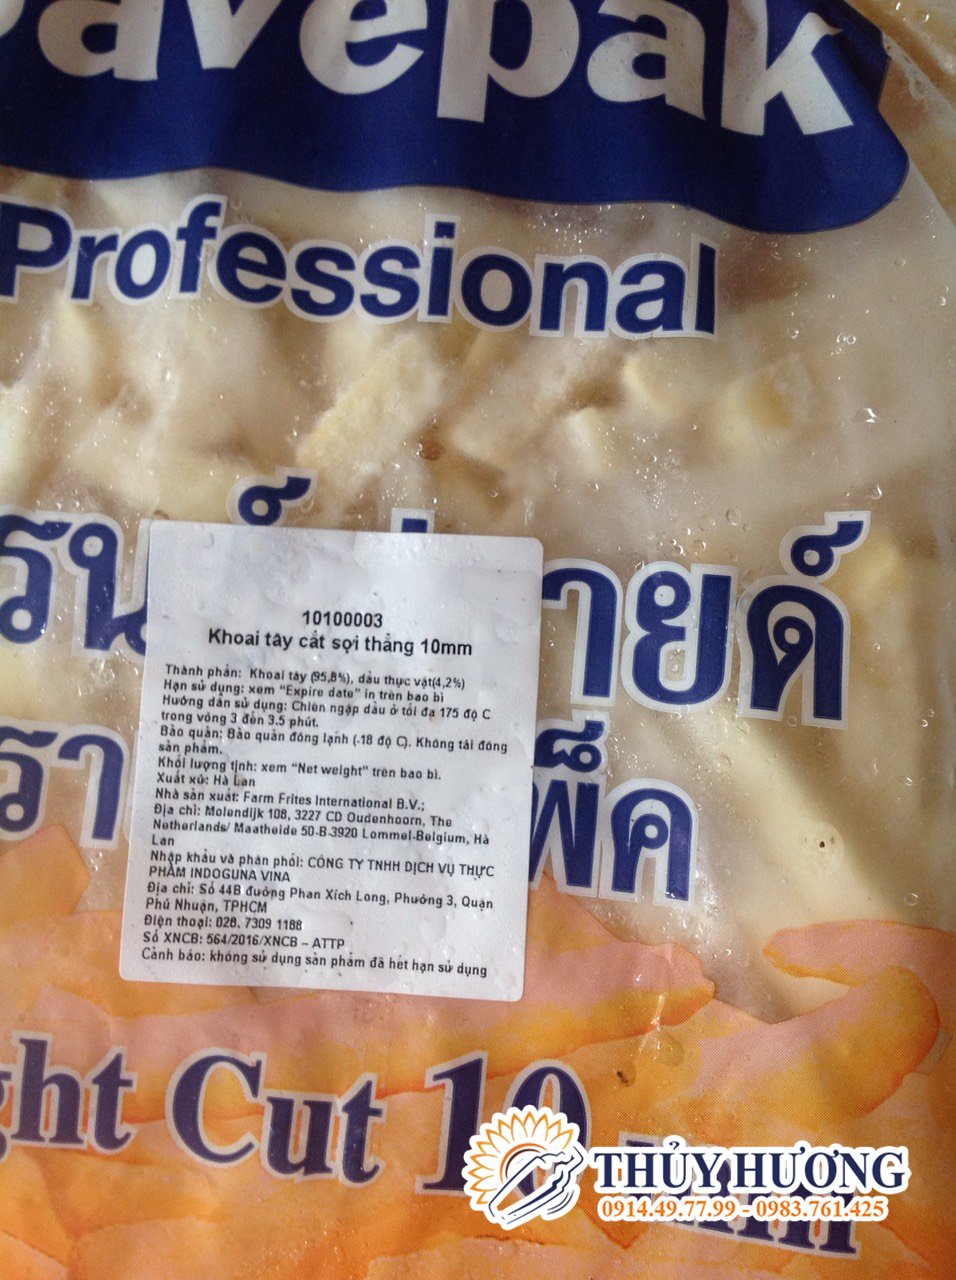 avepak
Professional
10100003
Khoai tây cắt sợi thẳng 10mm
Thành phần: Khoai tây (95,8%), dầu thực vật(4,2%)
Hạn sử dụng: xem "Expire date" in trên bao bì
Hướng dẫn sử dụng: Chiên ngập dầu ở tối đa 175 độ C
trong vòng 3 đến 3.5 phút.
Bảo quản: Bảo quản đông lạnh (-18 độ C). Không tái đông
sản phẩm.
Khối lượng tịnh: xem "Net weight" trên bao bì.
Xuất xứ: Hà Lan
Nhà sản xuất: Farm Frites International B.V.;
Địa chỉ: Molendijk 108, 3227 CD Oudenhoorn, The
Netherlands/ Maatheide 50-B-3920 Lommel-Belgium, Hà
Lan
Nhập khẩu và phân phối: CÔNG TY TNHH DỊCH VỤ THỰC
PHẨM INDOGUNA VINA
Địa chỉ: Số 44B đường Phan Xích Long, Phường 3, Quận
Phú Nhuận, TPHCM
Điện thoại: 028. 7309 1188
Số XNCB: 564/2016/XNCB – ATTP
Cảnh báo: không sử dụng sản phẩm đã hết hạn sử dụng
ght Cut 10 mm
THỦY HƯƠNG
0914.49.77.99 - 0983.761.425